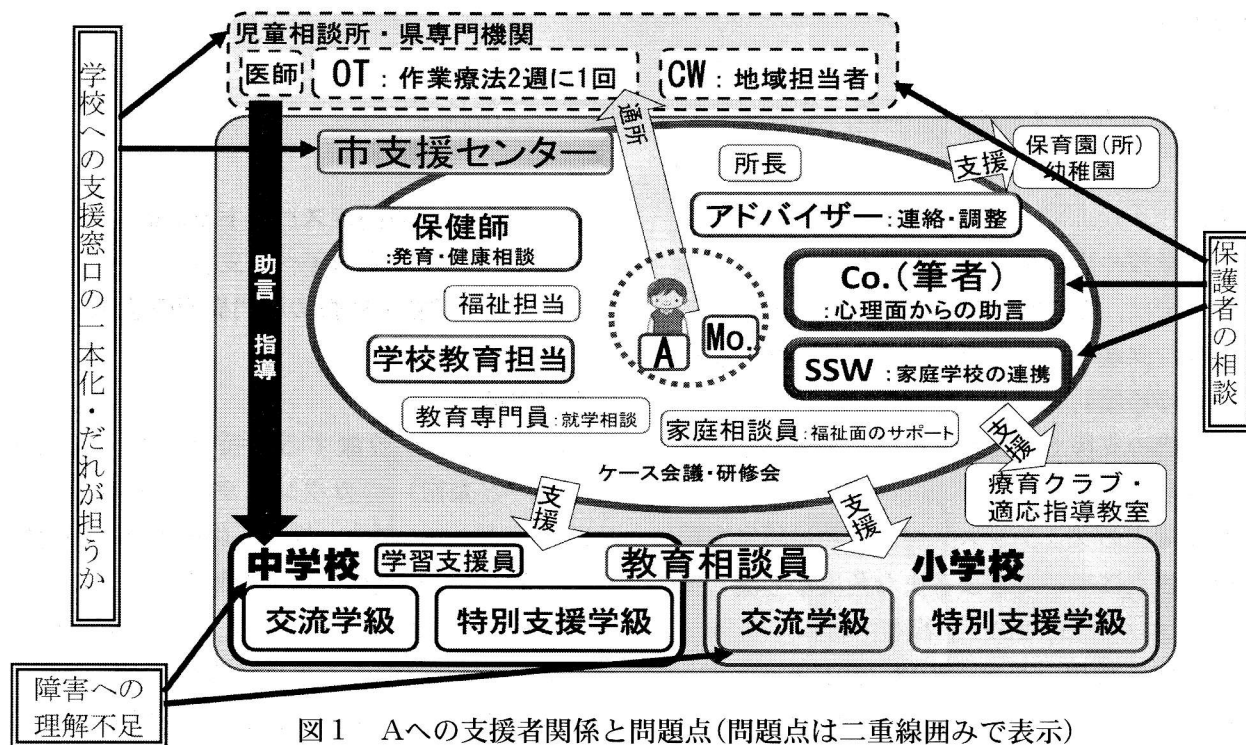 児童相談所・県専門機関
医師
OT:作業療法2週に1回
CW:地域担当者
学校への支援窓口の一本化・だれが担うか
通所
市支援センター
所長
支援
保育園(所)
幼稚園
アドバイザー:連絡・調整
保健師
:発育・健康相談
助言 指導
Co.(筆者)
:心理面からの助言
保護者の相談
福祉担当
A
Mo.
学校教育担当
SSW:家庭学校の連携
教育専門員:就学相談
家庭相談員:福祉面のサポート
支援
ケース会議・研修会
療育クラブ・
適応指導教室
支援
支援
中学校
学習支援員
教育相談員
小学校
交流学級
特別支援学級
交流学級
特別支援学級
障害への
理解不足
図1 Aへの支援者関係と問題点(問題点は二重線囲みで表示)